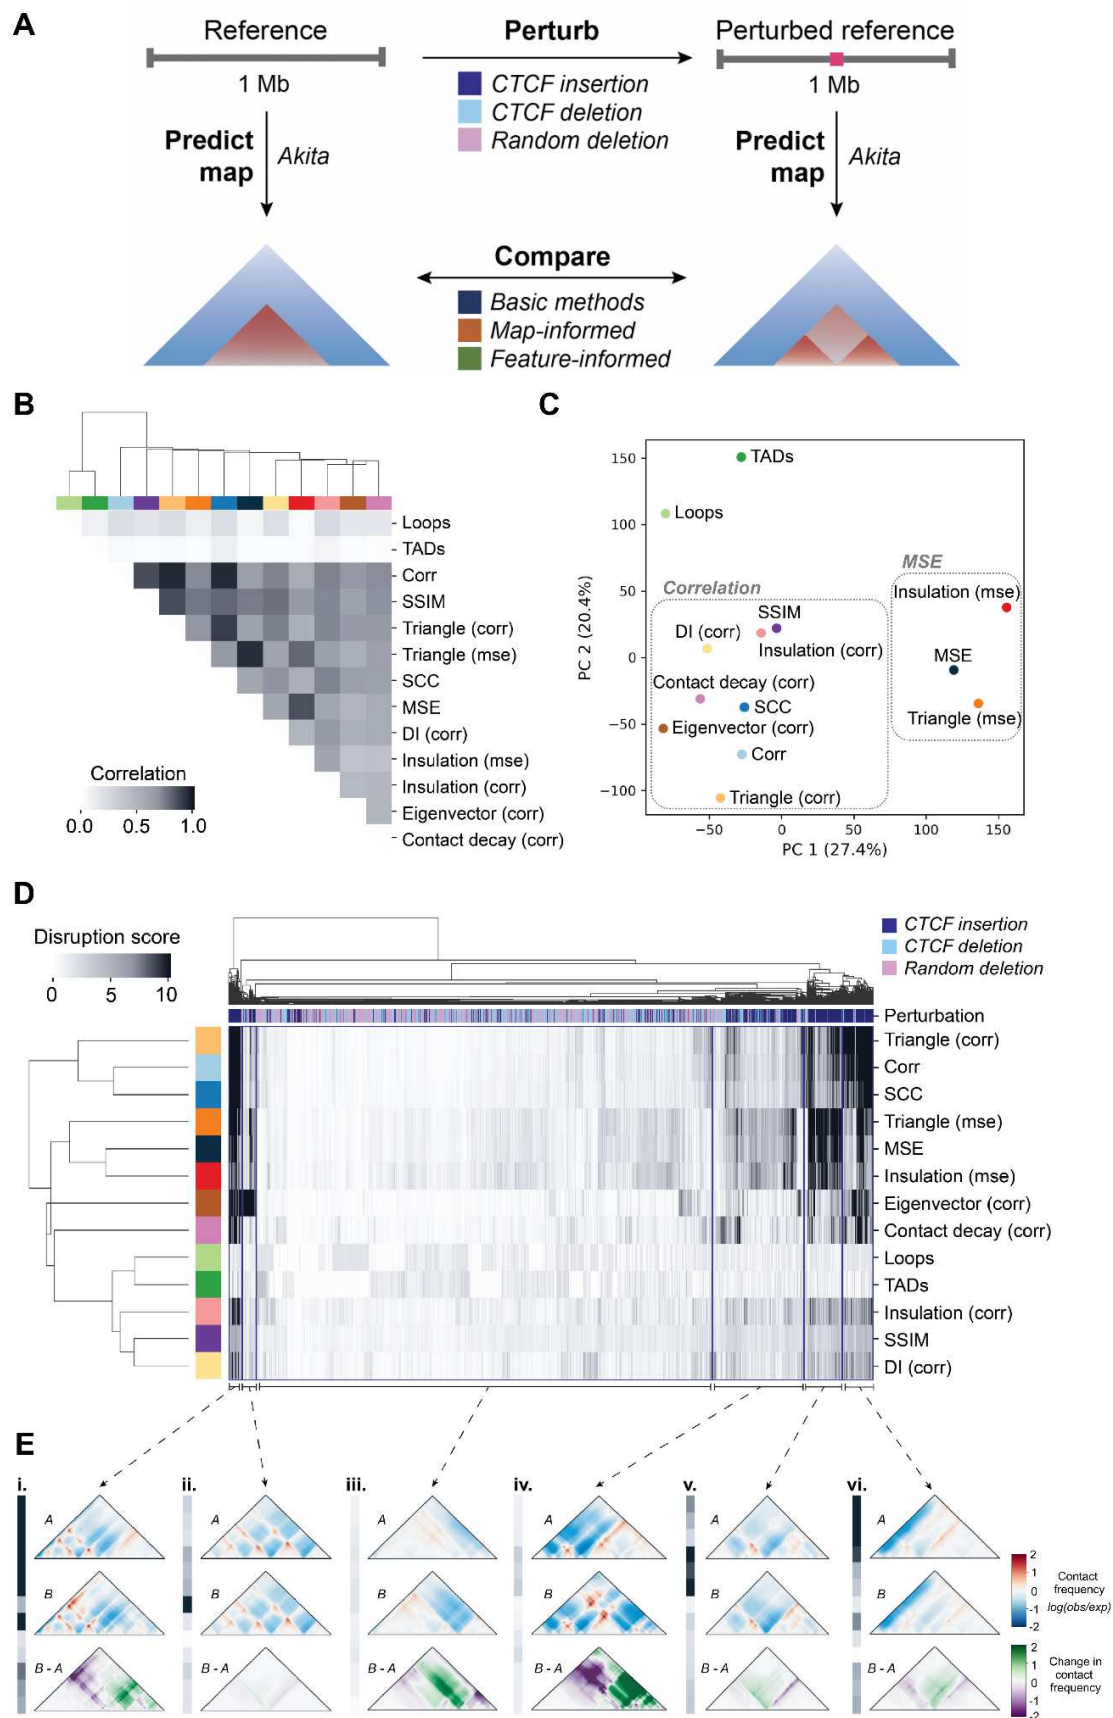 A
Reference
Perturb
Perturbed reference
1 Mb
CTCF insertion
CTCF deletion
Random deletion
1 Mb
Predict map
Akita
Predict map
Akita
Compare
Basic methods
Map-informed
Feature-informed
B
Loops
TADs
Corr
SSIM
Triangle (corr)
Triangle (mse)
SCC
MSE
DI (corr)
Insulation (mse)
Insulation (corr)
Eigenvector (corr)
Contact decay (corr)
Correlation
0.0 0.5 1.0
C
PC 2 (20.4%)
150
100
50
0
−50
−100
TADs
Loops
MSE
Correlation
Insulation (mse)
SSIM
DI (corr)
Insulation (corr)
MSE
Contact decay (corr)
SCC
Triangle (mse)
Eigenvector (corr)
Corr
Triangle (corr)
−50 0 50 100 150
PC 1 (27.4%)
D
Disruption score
0 5 10
CTCF insertion
CTCF deletion
Random deletion
Perturbation
Triangle (corr)
Corr
SCC
Triangle (mse)
MSE
Insulation (mse)
Eigenvector (corr)
Contact decay (corr)
Loops
TADs
Insulation (corr)
SSIM
DI (corr)
E
i. ii. iii. iv. v. vi.
A A A A A A
B B B B B B
B - A B - A B - A B - A B - A B - A
2
1
0
-1
-2
Contact
frequency
log(obs/exp)
2
1
0
-1
-2
Change in
contact
frequency